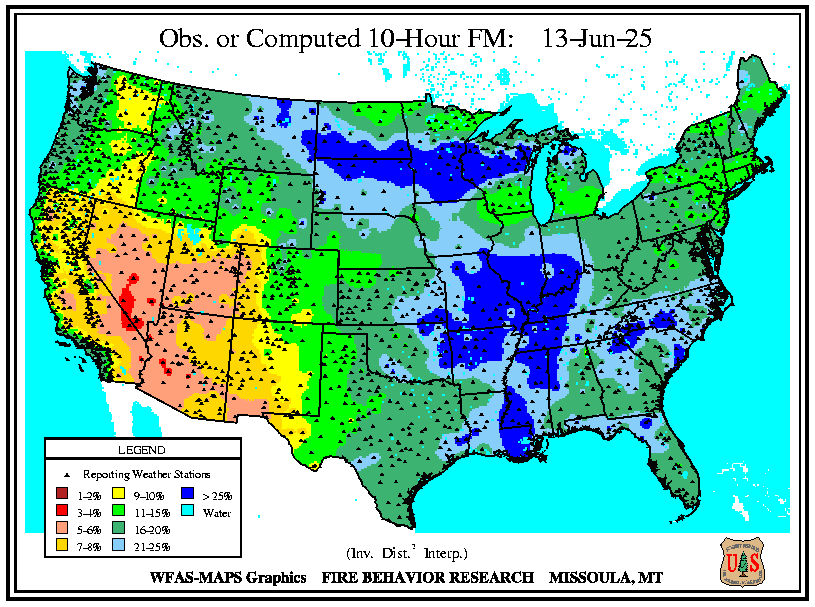 Obs. or Computed 10-Hour FM: 13-Jun-25
LEGEND
Reporting Weather Stations
1-2% 9-10% > 25%
3-4% 11-15% Water
5-6% 16-20%
7-8% 21-25%
(Inv. Dist.² Interp.)
WFAS-MAPS Graphics FIRE BEHAVIOR RESEARCH MISSOULA, MT
U S